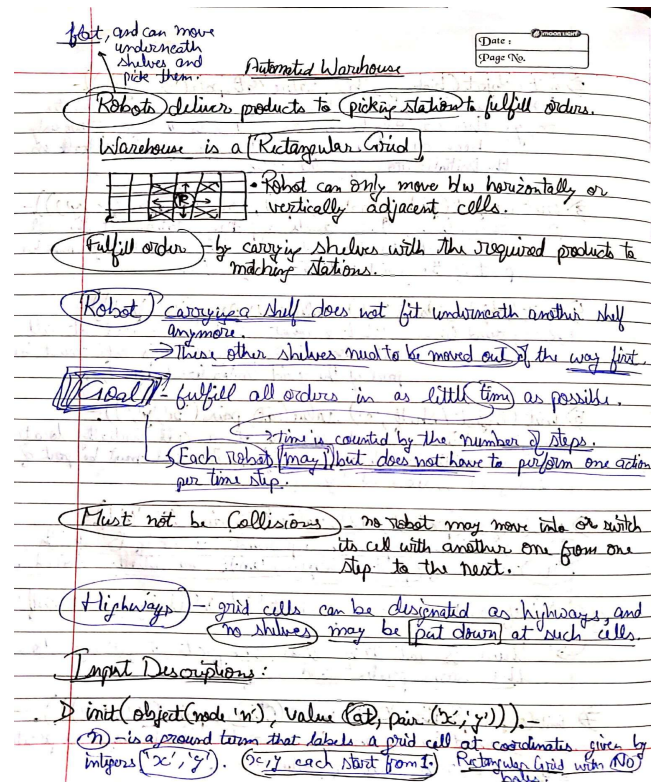 flat, and can move
underneath
shelves and
pick them.
MOONLIGHT
Date :
Page No.
Automated Warehouse
Robots deliver products to picking station to fulfill orders.
Warehouse is a Rectangular Grid
R
• Robot can only move b/w horizontally or
vertically adjacent cells.
Fulfill order - by carrying shelves with the required products to
matching stations.
Robot carrying a shelf does not fit underneath another shelf
anymore.
⇒ These other shelves need to be moved out of the way first.
Goal - fulfill all orders in as little time as possible.
→ time is counted by the number of steps.
→ Each robot may but does not have to perform one action
per time step.
Must not be Collisions - no robot may move into or switch
its cell with another one from one
step to the next.
Highways - grid cells can be designated as highways, and
no shelves may be put down at such cells.
Input Descriptions :
1) init(object(node 'n'), value (at, pair ('x', 'y'))). -
n - is a ground term that labels a grid cell at coordinates given by
integers 'x', 'y'. x, y each start from 1. Rectangular Grid with NO
holes.